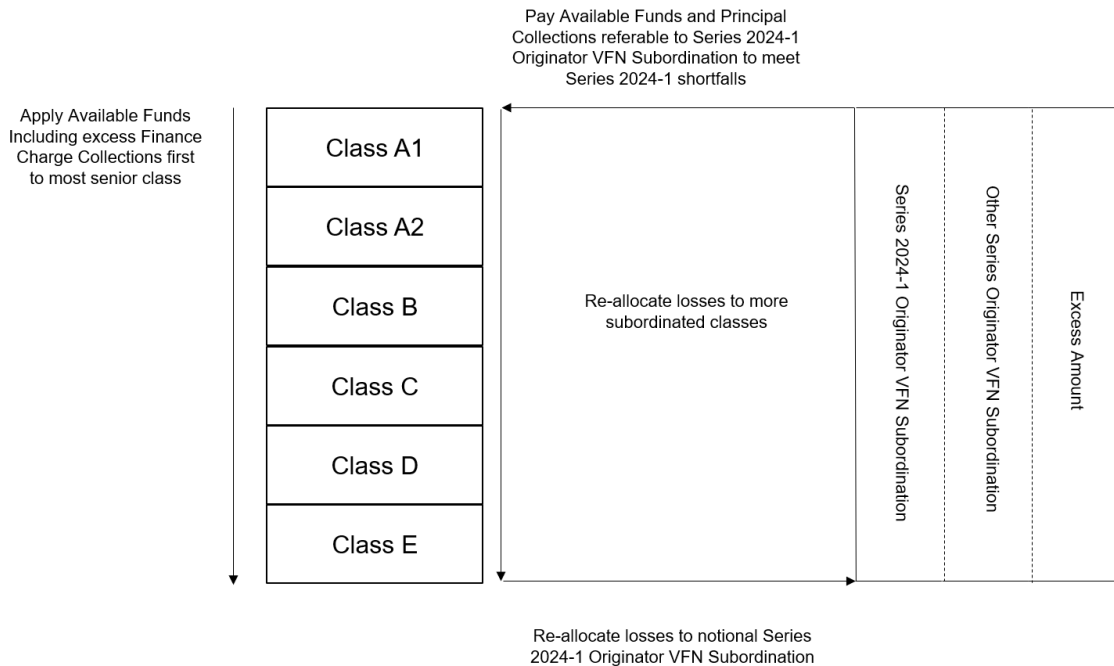 Pay Available Funds and Principal
Collections referable to Series 2024-1
Originator VFN Subordination to meet
Series 2024-1 shortfalls
Apply Available Funds
Including excess Finance
Charge Collections first
to most senior class
Class A1
Class A2
Class B
Class C
Class D
Class E
Re-allocate losses to more
subordinated classes
Series 2024-1 Originator VFN Subordination
Other Series Originator VFN Subordination
Excess Amount
Re-allocate losses to notional Series
2024-1 Originator VFN Subordination